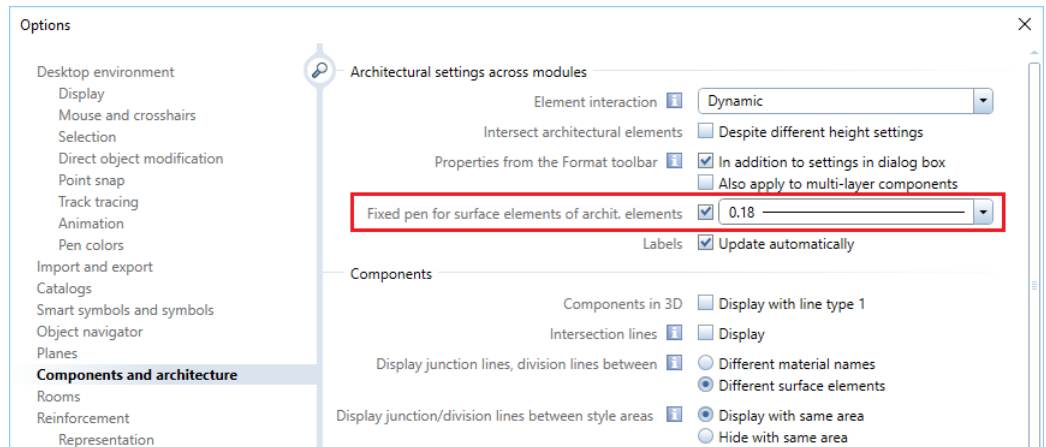 Options
Desktop environment
Display
Mouse and crosshairs
Selection
Direct object modification
Point snap
Track tracing
Animation
Pen colors
Import and export
Catalogs
Smart symbols and symbols
Object navigator
Planes
Components and architecture
Rooms
Reinforcement
Representation
Architectural settings across modules
Element interaction i Dynamic
Intersect architectural elements Despite different height settings
Properties from the Format toolbar i In addition to settings in dialog box
Also apply to multi-layer components
Fixed pen for surface elements of archit. elements 0.18
Labels Update automatically
Components
Components in 3D Display with line type 1
Intersection lines i Display
Display junction lines, division lines between i Different material names
Different surface elements
Display junction/division lines between style areas i Display with same area
Hide with same area